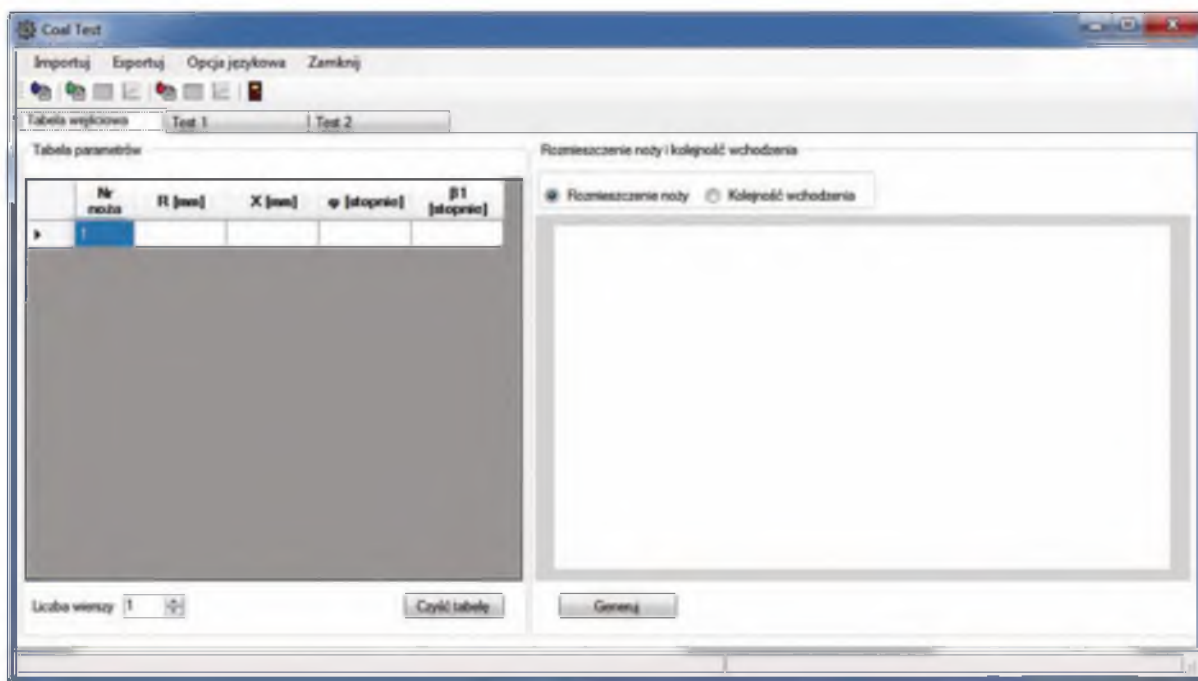 Coal Test
Importuj Exportuj Opcja językowa Zamknij
Tabela wejściowa Test 1 Test 2
Tabela parametrów
Rozmieszczenie noży i kolejność wchodzenia
Nr noża R [mm] X [mm] φ [stopnie] β1 [stopnie]
1
Rozmieszczenie noży Kolejność wchodzenia
Liczba wierszy 1 Czyść tabelę Generuj